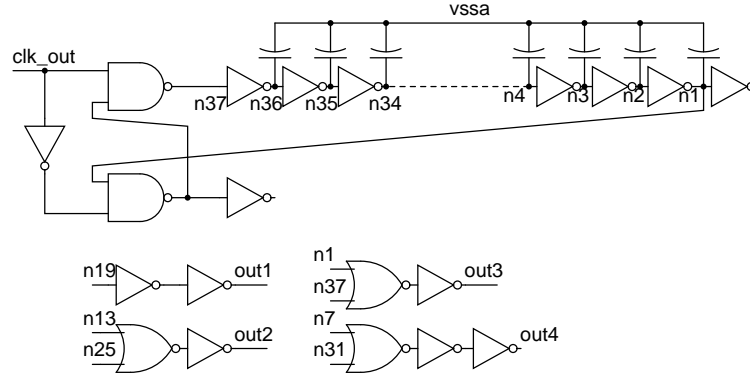 vssa
clk_out
n37 n36 n35 n34 n4 n3 n2 n1
n19 out1
n13 n25 out2
n1 n37 out3
n7 n31 out4